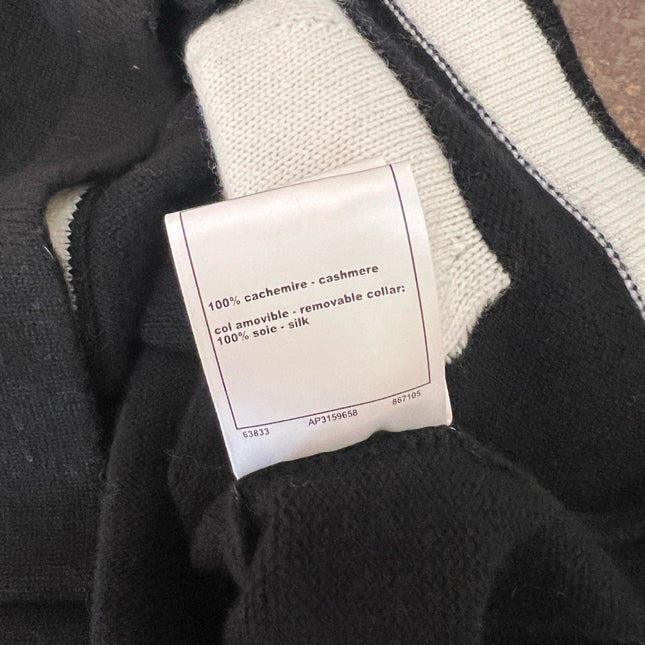 100% cachemire - cashmere
col amovible - removable collar:
100% soie - silk
63833 AP3159658 867105